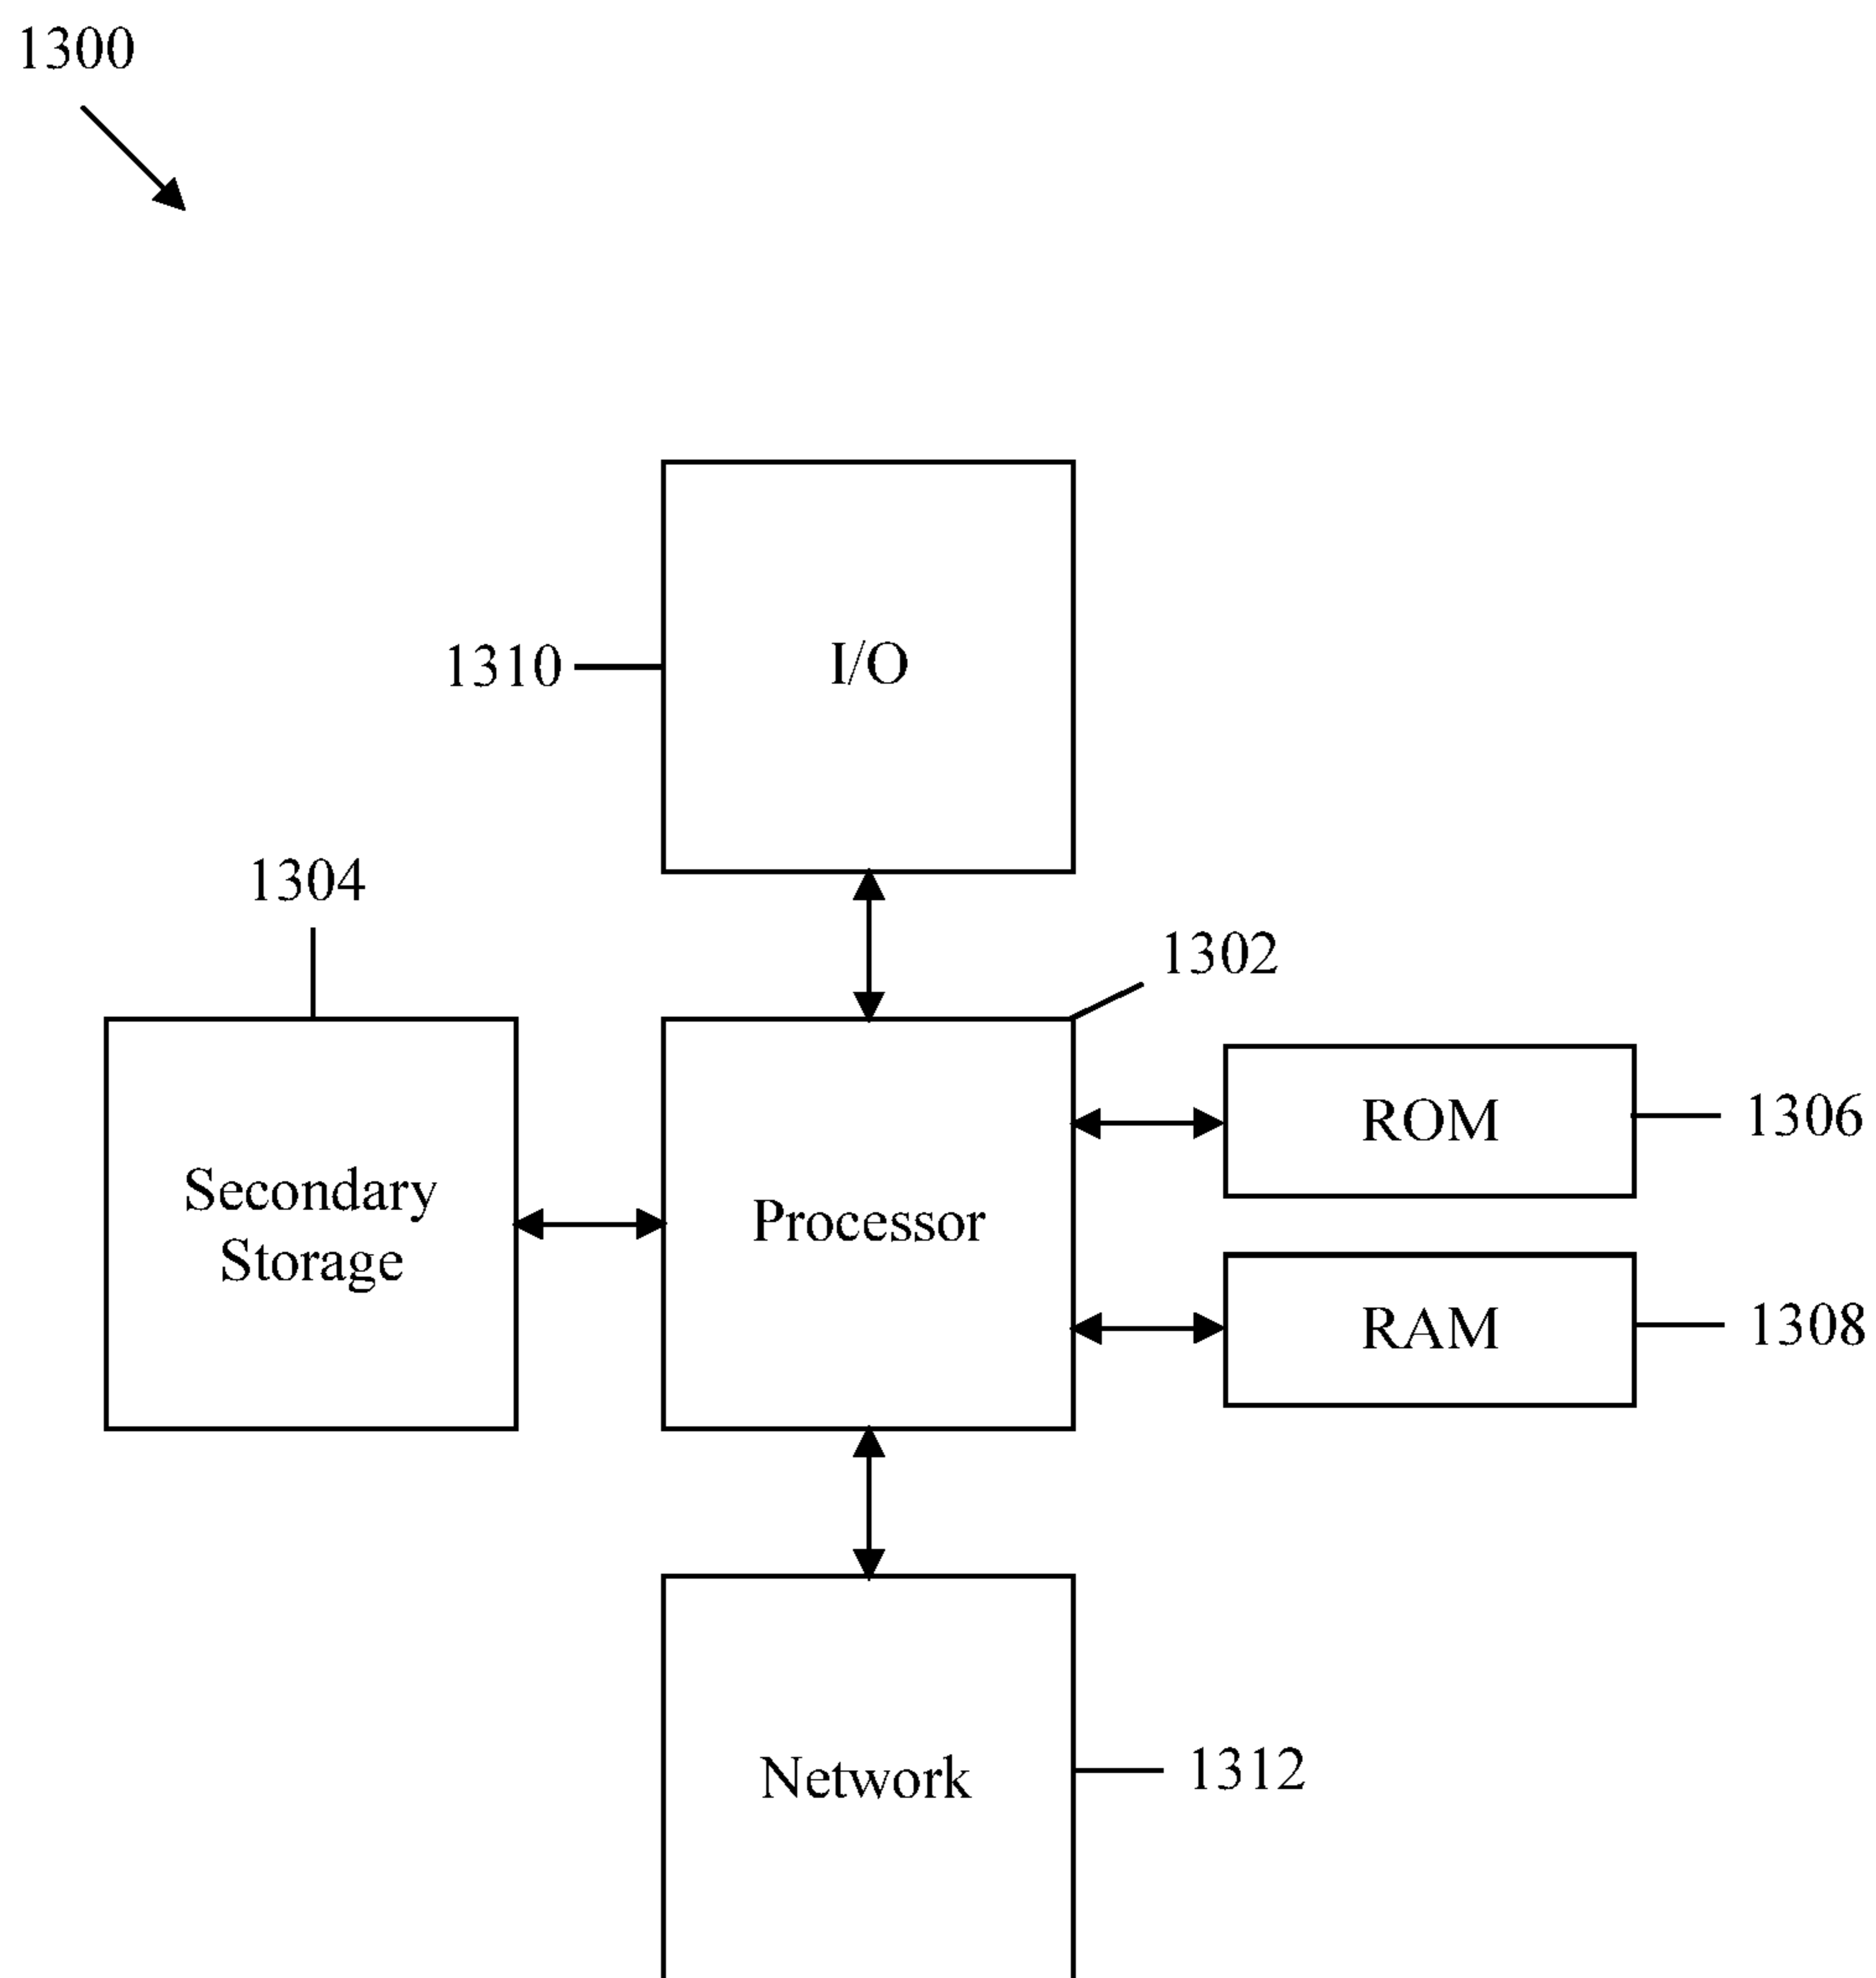 1300
I/O
1310
1304
1302
Secondary
Storage
Processor
ROM
1306
RAM
1308
Network
1312